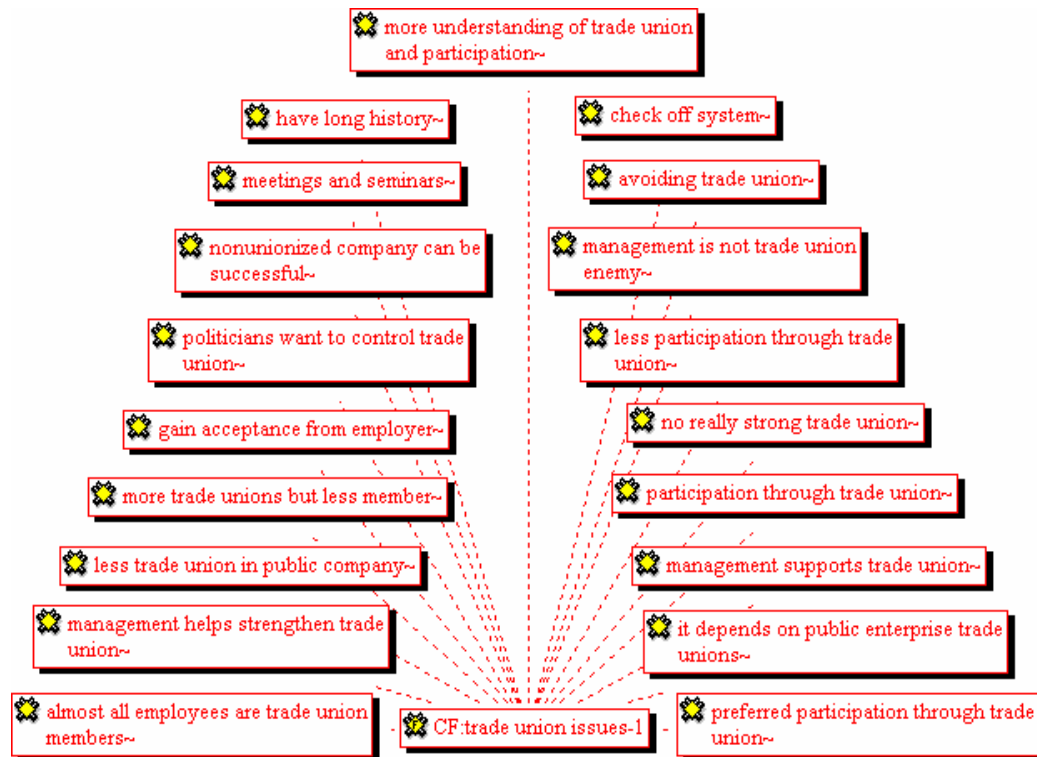 more understanding of trade union
and participation~
have long history~
check off system~
meetings and seminars~
avoiding trade union~
nonunionized company can be
successful~
management is not trade union
enemy~
politicians want to control trade
union~
less participation through trade
union~
gain acceptance from employer~
no really strong trade union~
more trade unions but less member~
participation through trade union~
less trade union in public company~
management supports trade union~
management helps strengthen trade
union~
it depends on public enterprise trade
unions~
almost all employees are trade union
members~
F
CF:trade union issues-1
preferred participation through trade
union~